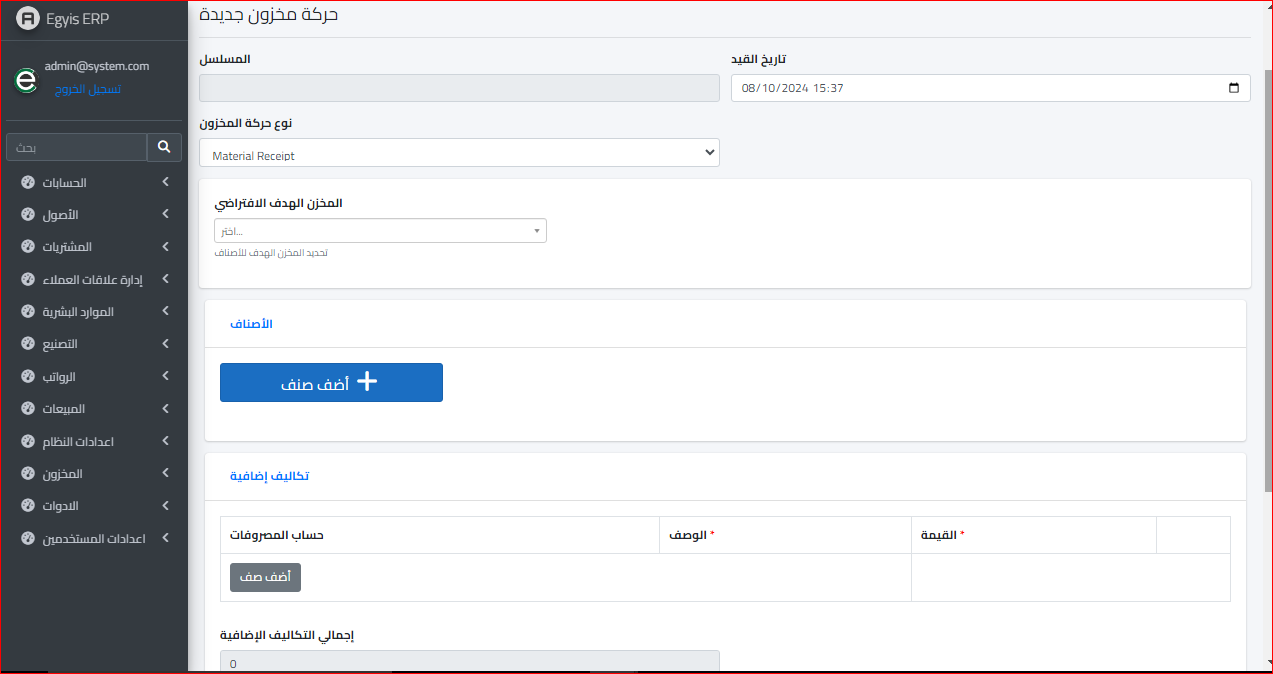 Egyis ERP
admin@system.com
تسجيل الخروج
بحث
الحسابات
الأصول
المشتريات
إدارة علاقات العملاء
الموارد البشرية
التصنيع
الرواتب
المبيعات
اعدادات النظام
المخزون
الادوات
اعدادات المستخدمين
حركة مخزون جديدة
المسلسل
تاريخ القيد
08/10/2024 15:37
نوع حركة المخزون
Material Receipt
المخزن الهدف الافتراضي
اختر...
تحديد المخزن الهدف للأصناف
الأصناف
أضف صنف
تكاليف إضافية
حساب المصروفات
الوصف *
القيمة *
أضف صف
إجمالي التكاليف الإضافية
0